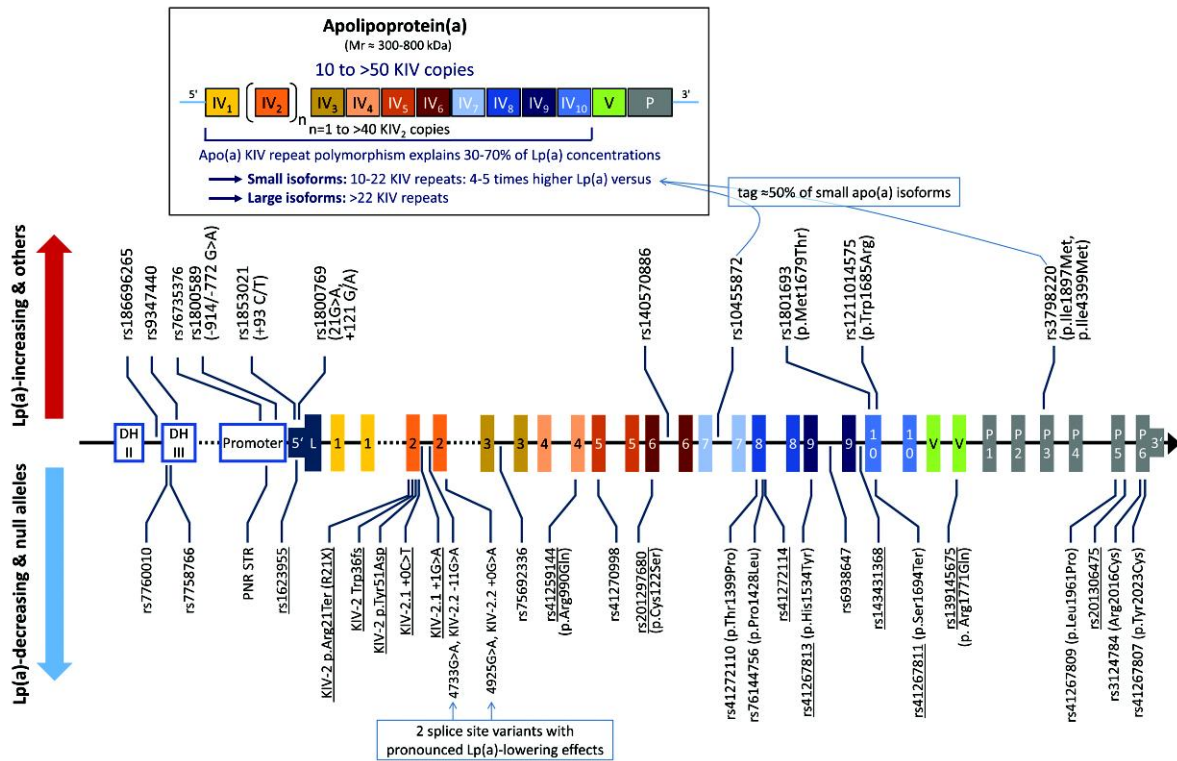 Apolipoprotein(a)
(Mr ≈ 300-800 kDa)
10 to >50 KIV copies
5' IV1 (IV2)n IV3 IV4 IV5 IV6 IV7 IV8 IV9 IV10 V P 3'
n=1 to >40 KIV2 copies
Apo(a) KIV repeat polymorphism explains 30-70% of Lp(a) concentrations
Small isoforms: 10-22 KIV repeats: 4-5 times higher Lp(a) versus
Large isoforms: >22 KIV repeats
tag ≈50% of small apo(a) isoforms
Lp(a)-increasing & others
rs186696265
rs9347440
rs76735376
rs1800589
(-914/-772 G>A)
rs1853021
(+93 C/T)
rs1800769
(121G>A,
+121 G/A)
rs140570886
rs10455872
rs1801693
(p.Met1679Thr)
rs1211014575
(p.Trp1685Arg)
rs3798220
(p.Ile1897Met,
p.Ile4399Met)
DH II DH III Promoter 5' L 1 1 2 2 3 3 4 4 5 5 6 6 7 7 8 8 9 9 10 10 V V P1 P2 P3 P4 P5 P6 3'
Lp(a)-decreasing & null alleles
rs7760010
rs7758766
PNR STR
rs1623955
KIV-2 p.Arg21Ter (R21X)
KIV-2 Trp36fs
KIV-2 p.Tyr51Asp
KIV-2.1 +0C>T
KIV-2.1 +1G>A
4733G>A, KIV-2.2 -11G>A
4925G>A, KIV-2.2 +0G>A
rs75692336
rs41259144
(p.Arg990Gln)
rs41270998
rs201297680
(p.Cys122Ser)
rs41272110 (p.Thr1399Pro)
rs76144756 (p.Pro1428Leu)
rs41272114
rs41267813 (p.His1534Tyr)
rs6938647
rs143431368
rs41267811 (p.Ser1694Ter)
rs139145675
(p. Arg1771Gln)
rs41267809 (p.Leu1961Pro)
rs201306475
rs3124784 (Arg2016Cys)
rs41267807 (p.Tyr2023Cys)
2 splice site variants with
pronounced Lp(a)-lowering effects